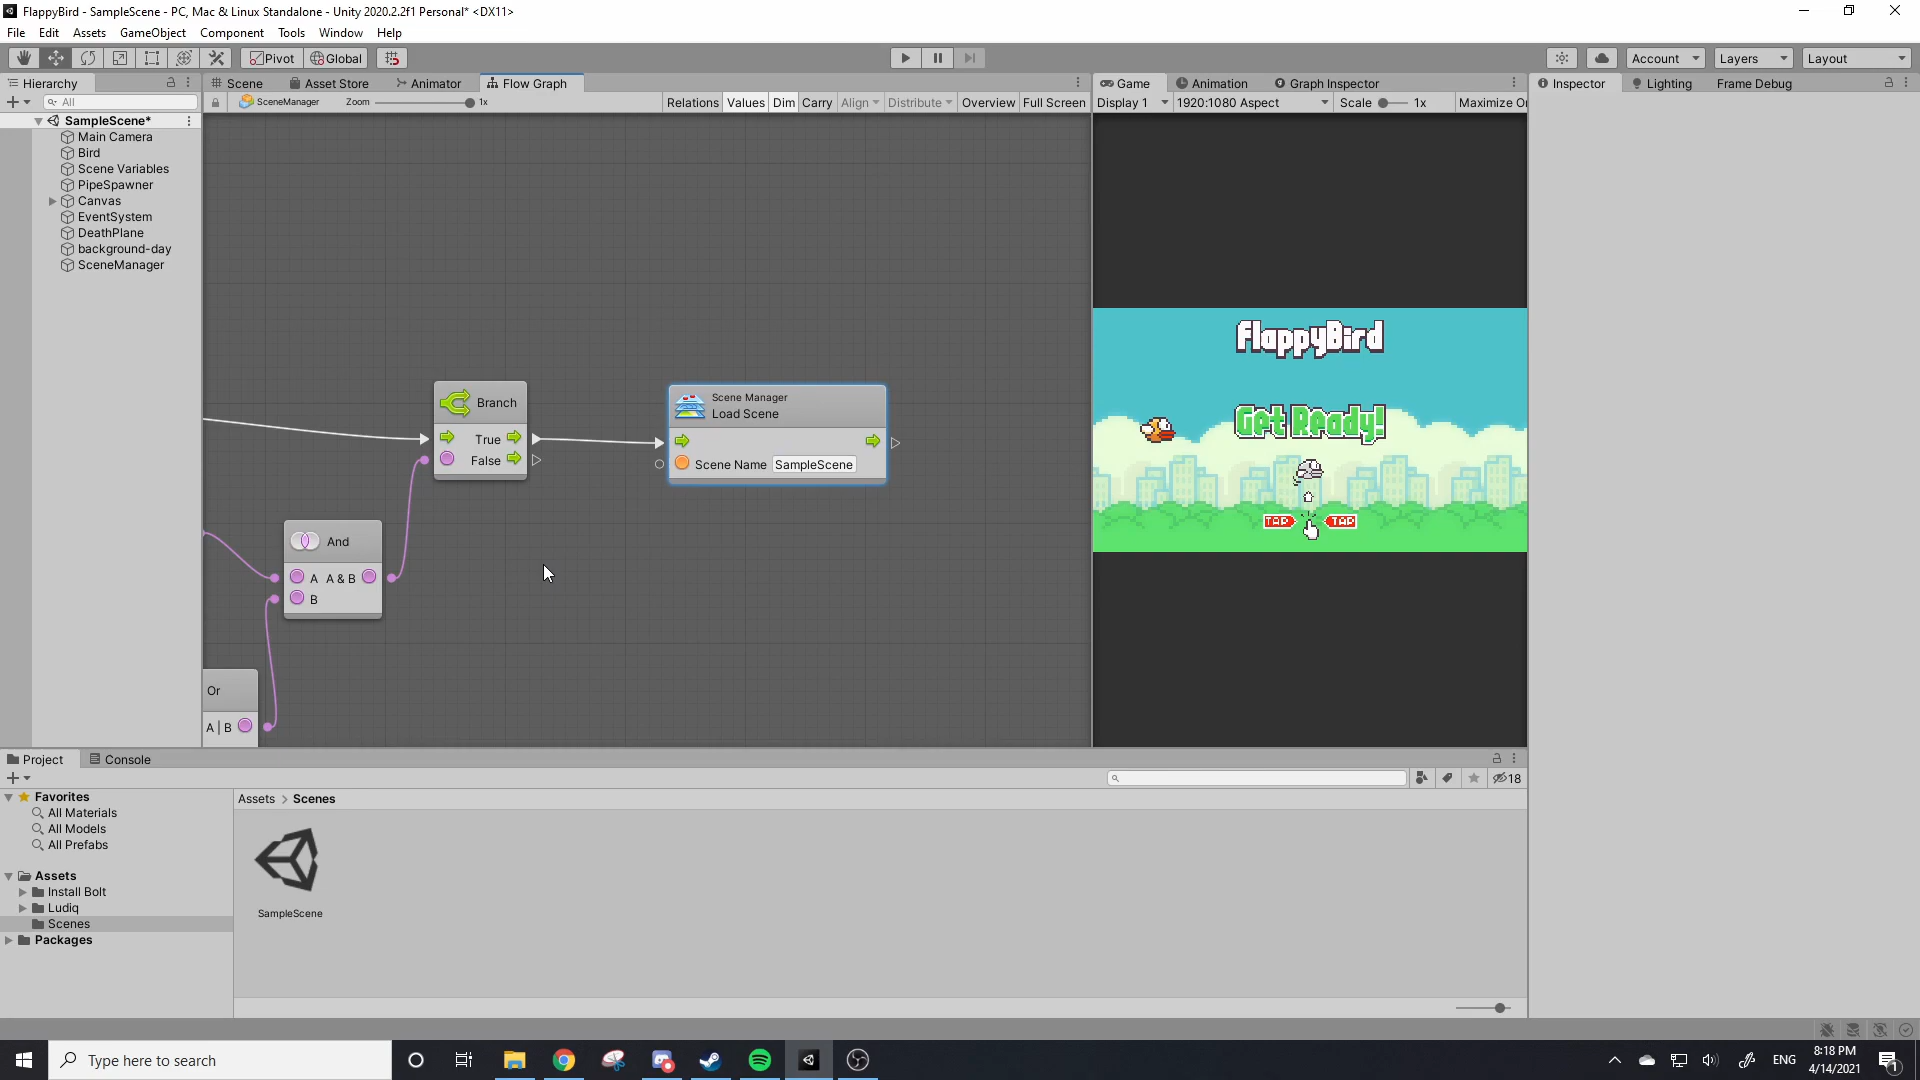 FlappyBird - SampleScene - PC, Mac & Linux Standalone - Unity 2020.2.2f1 Personal* <DX11>
File Edit Assets GameObject Component Tools Window Help
Pivot Global Account Layers Layout
Hierarchy Scene Asset Store Animator Flow Graph Game Animation Graph Inspector Inspector Lighting Frame Debug
All SceneManager Zoom 1x Relations Values Dim Carry Align Distribute Overview Full Screen Display 1 1920:1080 Aspect Scale 1x Maximize On
SampleScene*
Main Camera
Bird
Scene Variables
PipeSpawner
Canvas
EventSystem
DeathPlane
background-day
SceneManager
Branch
True
False
Scene Manager
Load Scene
Scene Name SampleScene
And
A A & B
B
Or
A | B
FlappyBird
Get Ready!
TAP TAP
Project Console
18
Favorites
All Materials
All Models
All Prefabs
Assets
Install Bolt
Ludiq
Scenes
Packages
Assets > Scenes
SampleScene
Type here to search
ENG
8:18 PM
4/14/2021
1